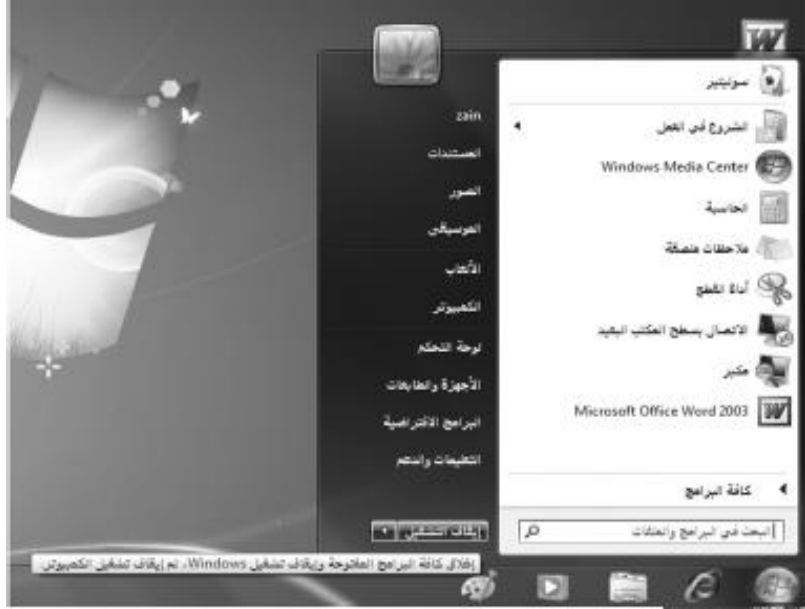 سوليتير
الشروع في العمل
Windows Media Center
الحاسبة
ملاحظات ملصقة
أداة القطع
الاتصال بسطح المكتب البعيد
مكبر
Microsoft Office Word 2003
كافة البرامج
البحث في البرامج والملفات
zain
المستندات
الصور
الموسيقى
الألعاب
الكمبيوتر
لوحة التحكم
الأجهزة والطابعات
البرامج الافتراضية
التعليمات والدعم
إيقاف التشغيل
إغلاق كافة البرامج المفتوحة وإيقاف تشغيل Windows، ثم إيقاف تشغيل الكمبيوتر.